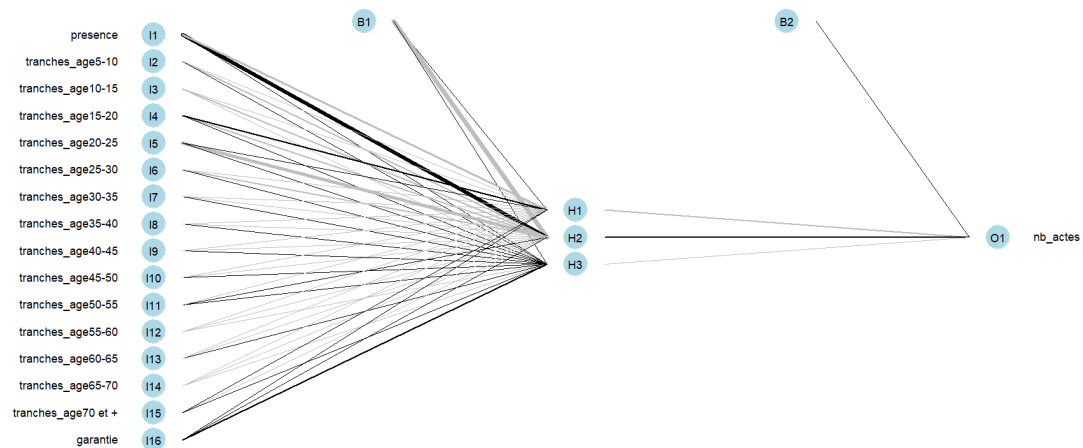 B1 B2
presence I1
tranches_age5-10 I2
tranches_age10-15 I3
tranches_age15-20 I4
tranches_age20-25 I5
tranches_age25-30 I6
tranches_age30-35 I7
tranches_age35-40 I8
tranches_age40-45 I9
tranches_age45-50 I10
tranches_age50-55 I11
tranches_age55-60 I12
tranches_age60-65 I13
tranches_age65-70 I14
tranches_age70 et + I15
garantie I16
H1
H2
H3
O1 nb_actes